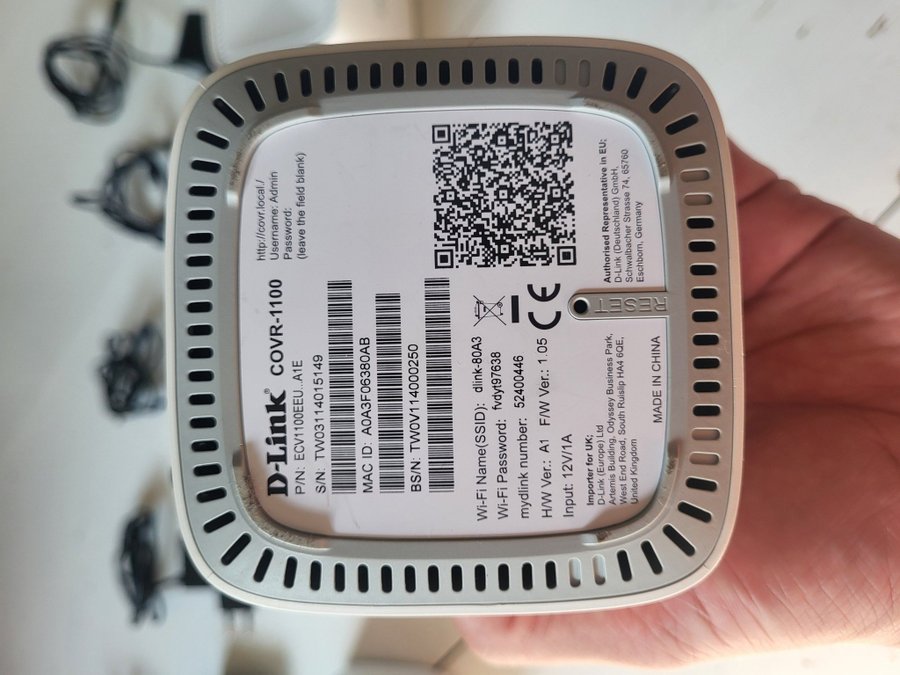 D-Link® COVR-1100
P/N: ECV1100EEU...A1E
S/N: TW03114015149
MAC ID: A0A3F06380AB
BS/N: TW0V114000250
http://covr.local./
Username: Admin
Password:
(leave the field blank)
Wi-Fi Name(SSID): dlink-80A3
Wi-Fi Password: fvdyt97638
mydlink number: 52400446
H/W Ver.: A1 F/W Ver.: 1.05
Input: 12V/1A
CE
Importer for UK:
D-Link (Europe) Ltd
Artemis Building, Odyssey Business Park,
West End Road, South Ruislip HA4 6QE,
United Kingdom
MADE IN CHINA
RESET
Authorised Representative in EU:
D-Link (Deutschland) GmbH,
Schwalbacher Strasse 74, 65760
Eschborn, Germany